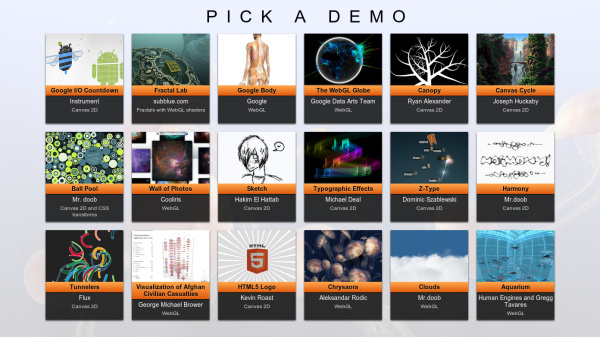 PICK A DEMO
Google I/O Countdown
Instrument
Canvas 2D
Fractal Lab
subblue.com
Fractals with WebGL shaders
Google Body
Google
WebGL
The WebGL Globe
Google Data Arts Team
WebGL
Canopy
Ryan Alexander
Canvas 2D
Canvas Cycle
Joseph Huckaby
Canvas 2D
Ball Pool
Mr. doob
Canvas 2D and CSS
transforms
Wall of Photos
Cooliris
WebGL
Sketch
Hakim El Hattab
Canvas 2D
Typographic Effects
Michael Deal
Canvas 2D
Z-Type
Dominic Szablewski
Canvas 2D
Harmony
Mr.doob
Canvas 2D
Tunnelers
Flux
Canvas 2D
Visualization of Afghan
Civilian Casualties
George Michael Brower
WebGL
HTML
5
HTML5 Logo
Kevin Roast
Canvas 2D
Chrysaora
Aleksandar Rodic
WebGL
Clouds
Mr.doob
WebGL
Aquarium
Human Engines and Gregg
Tavares
WebGL